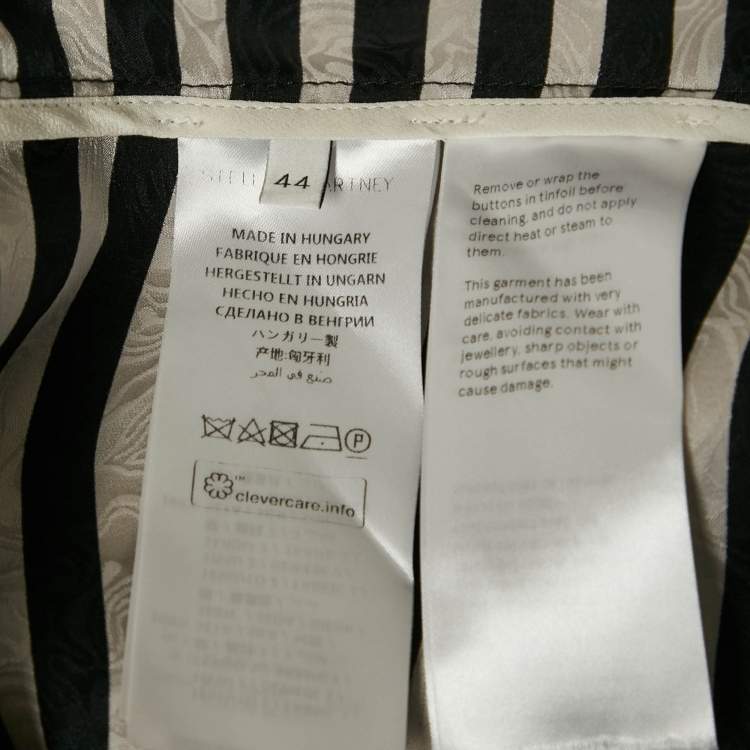 44
STELL ARTNEY
MADE IN HUNGARY
FABRIQUE EN HONGRIE
HERGESTELLT IN UNGARN
HECHO EN HUNGRIA
СДЕЛАНО В ВЕНГРИИ
ハンガリー製
产地:匈牙利
صنع في المجر
P
clevercare.info
TM
Remove or wrap the
buttons in tinfoil before
cleaning, and do not apply
direct heat or steam to
them.
This garment has been
manufactured with very
delicate fabrics. Wear with
care, avoiding contact with
jewellery, sharp objects or
rough surfaces that might
cause damage.